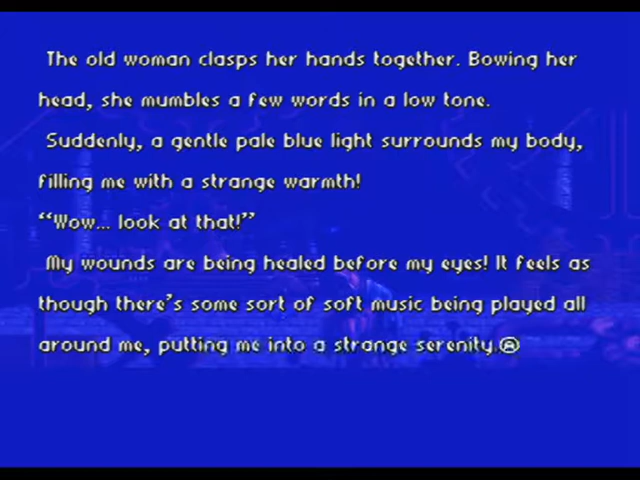 The old woman clasps her hands together. Bowing her
head, she mumbles a few words in a low tone.
Suddenly, a gentle pale blue light surrounds my body,
filling me with a strange warmth!
“Wow... look at that!”
My wounds are being healed before my eyes! It feels as
though there's some sort of soft music being played all
around me, putting me into a strange serenity.Ⓐ